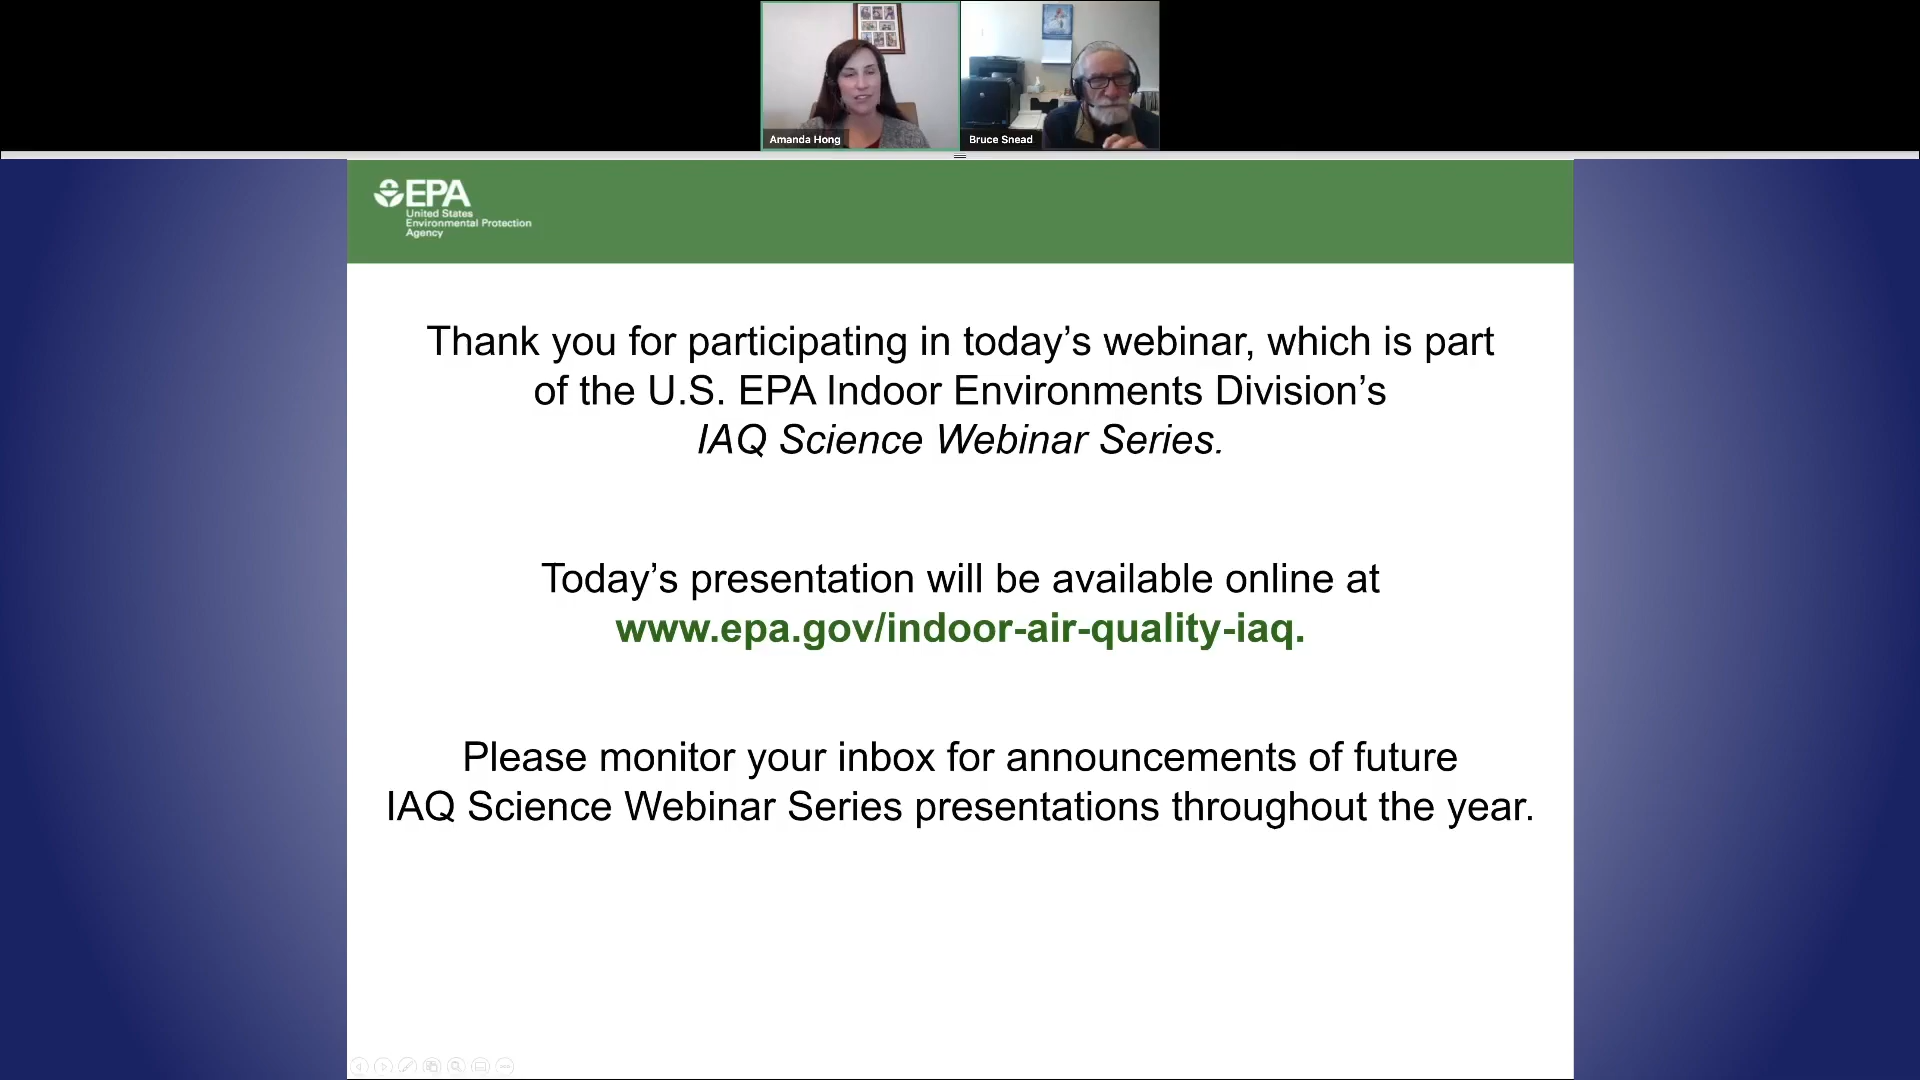 Amanda Hong
Bruce Snead
EPA
United States
Environmental Protection
Agency
Thank you for participating in today’s webinar, which is part
of the U.S. EPA Indoor Environments Division’s
IAQ Science Webinar Series.
Today’s presentation will be available online at
www.epa.gov/indoor-air-quality-iaq.
Please monitor your inbox for announcements of future
IAQ Science Webinar Series presentations throughout the year.